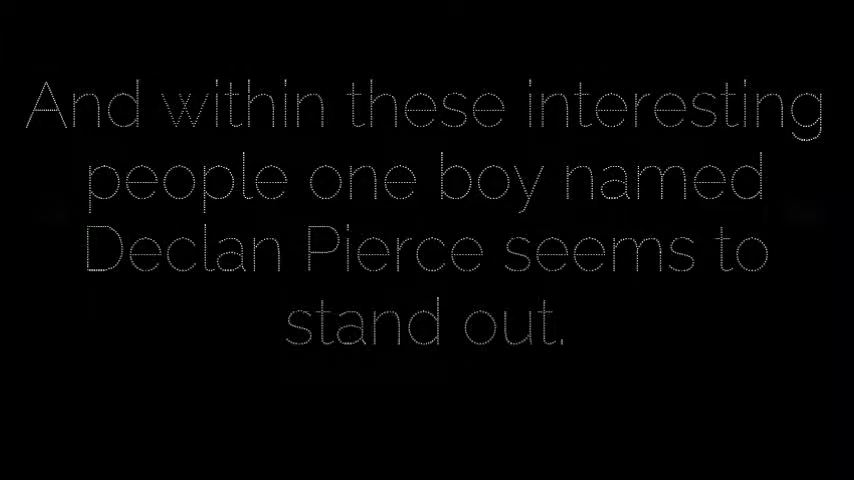 And within these interesting
people one boy named
Declan Pierce seems to
stand out.